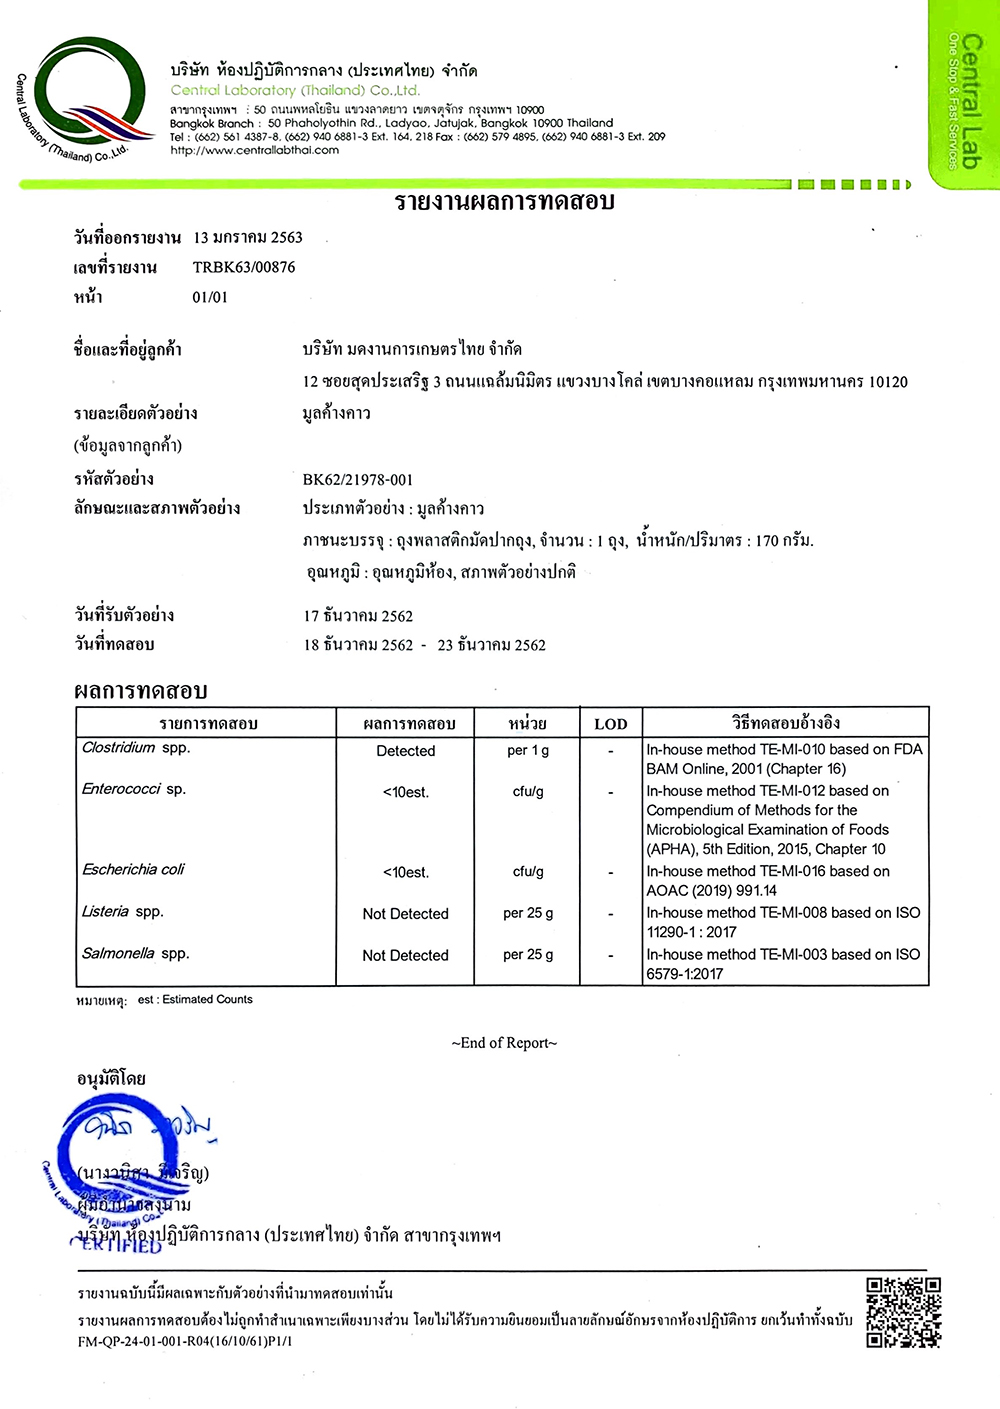 Central Laboratory (Thailand) Co.,Ltd.
บริษัท ห้องปฏิบัติการกลาง (ประเทศไทย) จำกัด
Central Laboratory (Thailand) Co.,Ltd.
สาขากรุงเทพฯ : 50 ถนนพหลโยธิน แขวงลาดยาว เขตจตุจักร กรุงเทพฯ 10900
Bangkok Branch : 50 Phaholyothin Rd., Ladyao, Jatujak, Bangkok 10900 Thailand
Tel : (662) 561 4387-8, (662) 940 6881-3 Ext. 164, 218 Fax : (662) 579 4895, (662) 940 6881-3 Ext. 209
http://www.centrallabthai.com
Central Lab
One Stop & Fast Services
รายงานผลการทดสอบ
วันที่ออกรายงาน 13 มกราคม 2563
เลขที่รายงาน TRBK63/00876
หน้า 01/01
ชื่อและที่อยู่ลูกค้า บริษัท มดงานการเกษตรไทย จำกัด
12 ซอยสุดประเสริฐ 3 ถนนแฉล้มนิมิตร แขวงบางโคล่ เขตบางคอแหลม กรุงเทพมหานคร 10120
รายละเอียดตัวอย่าง มูลค้างคาว
(ข้อมูลจากลูกค้า)
รหัสตัวอย่าง BK62/21978-001
ลักษณะและสภาพตัวอย่าง ประเภทตัวอย่าง : มูลค้างคาว
ภาชนะบรรจุ : ถุงพลาสติกมัดปากถุง, จำนวน : 1 ถุง, น้ำหนัก/ปริมาตร : 170 กรัม.
อุณหภูมิ : อุณหภูมิห้อง, สภาพตัวอย่างปกติ
วันที่รับตัวอย่าง 17 ธันวาคม 2562
วันที่ทดสอบ 18 ธันวาคม 2562 - 23 ธันวาคม 2562
ผลการทดสอบ
รายการทดสอบ ผลการทดสอบ หน่วย LOD วิธีทดสอบอ้างอิง
Clostridium spp. Detected per 1 g - In-house method TE-MI-010 based on FDA
BAM Online, 2001 (Chapter 16)
Enterococci sp. <10est. cfu/g - In-house method TE-MI-012 based on
Compendium of Methods for the
Microbiological Examination of Foods
(APHA), 5th Edition, 2015, Chapter 10
Escherichia coli <10est. cfu/g - In-house method TE-MI-016 based on
AOAC (2019) 991.14
Listeria spp. Not Detected per 25 g - In-house method TE-MI-008 based on ISO
11290-1 : 2017
Salmonella spp. Not Detected per 25 g - In-house method TE-MI-003 based on ISO
6579-1:2017
หมายเหตุ: est : Estimated Counts
~End of Report~
อนุมัติโดย
ผู้มีอำนาจลงนาม
บริษัท ห้องปฏิบัติการกลาง (ประเทศไทย) จำกัด สาขากรุงเทพฯ
Central Laboratory (Thailand) Co.,Ltd.
CERTIFIED
รายงานฉบับนี้มีผลเฉพาะกับตัวอย่างที่นำมาทดสอบเท่านั้น
รายงานผลการทดสอบต้องไม่ถูกทำสำเนาเฉพาะเพียงบางส่วน โดยไม่ได้รับความยินยอมเป็นลายลักษณ์อักษรจากห้องปฏิบัติการ ยกเว้นทำทั้งฉบับ
FM-QP-24-01-001-R04(16/10/61)P1/1